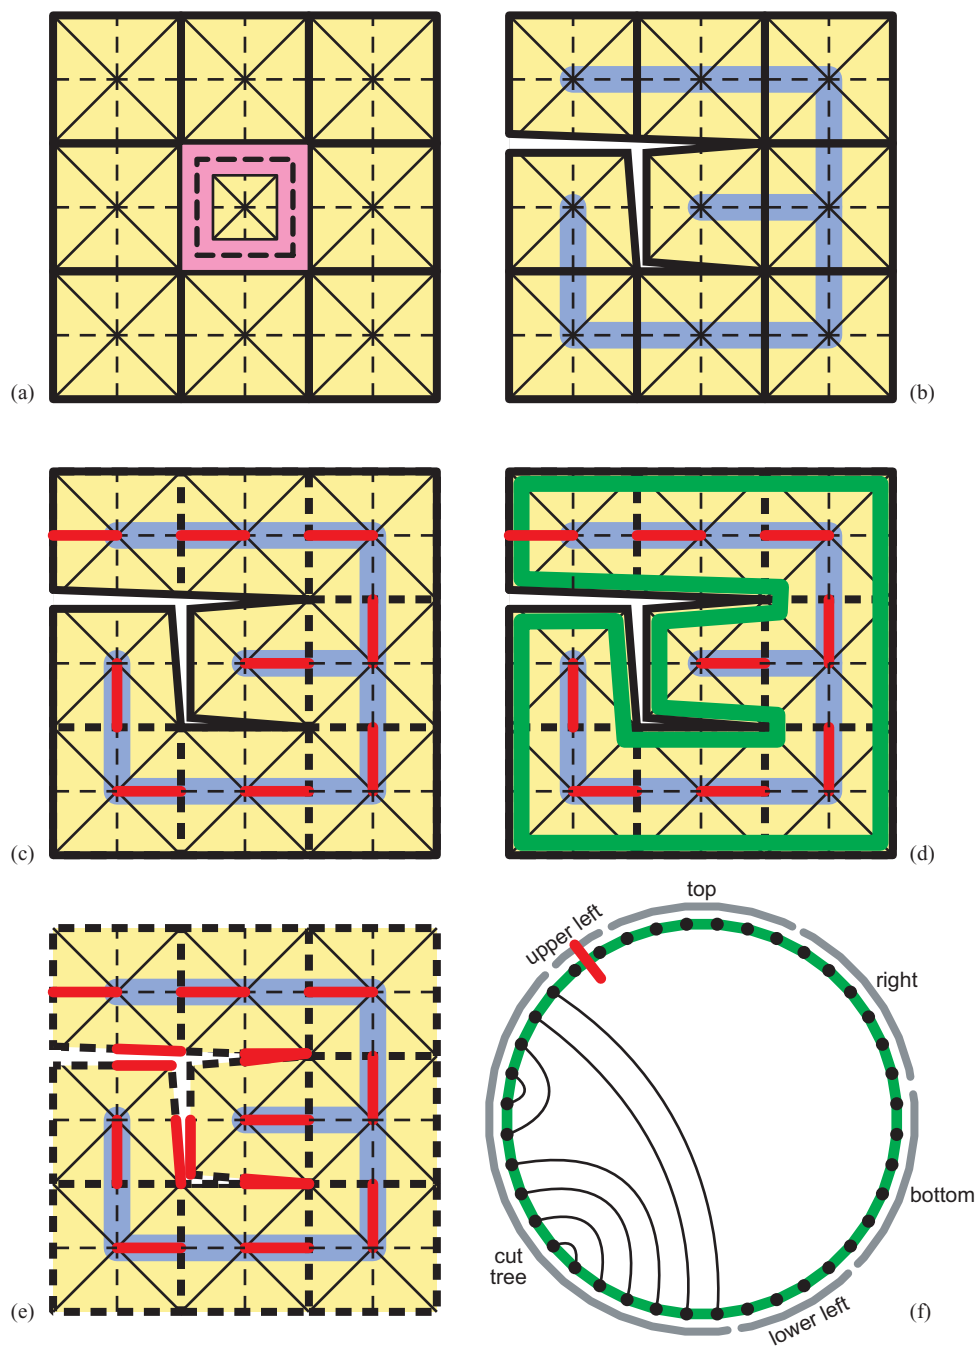 (a)
(b)
(c)
(d)
top
upper left
right
bottom
cut
tree
lower left
(e)
(f)